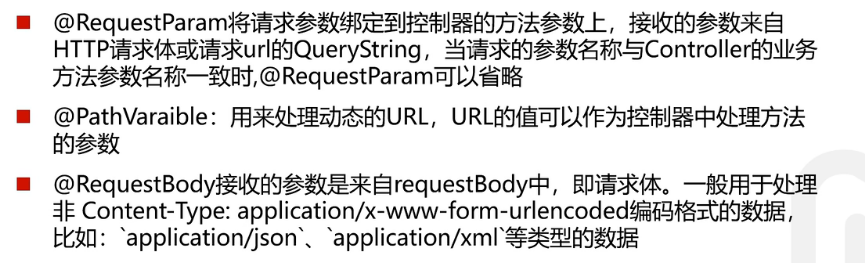 @RequestParam将请求参数绑定到控制器的方法参数上，接收的参数来自
HTTP请求体或请求url的QueryString，当请求的参数名称与Controller的业务
方法参数名称一致时,@RequestParam可以省略
@PathVaraible：用来处理动态的URL，URL的值可以作为控制器中处理方法
的参数
@RequestBody接收的参数是来自requestBody中，即请求体。一般用于处理
非 Content-Type: application/x-www-form-urlencoded编码格式的数据，
比如：`application/json`、`application/xml`等类型的数据